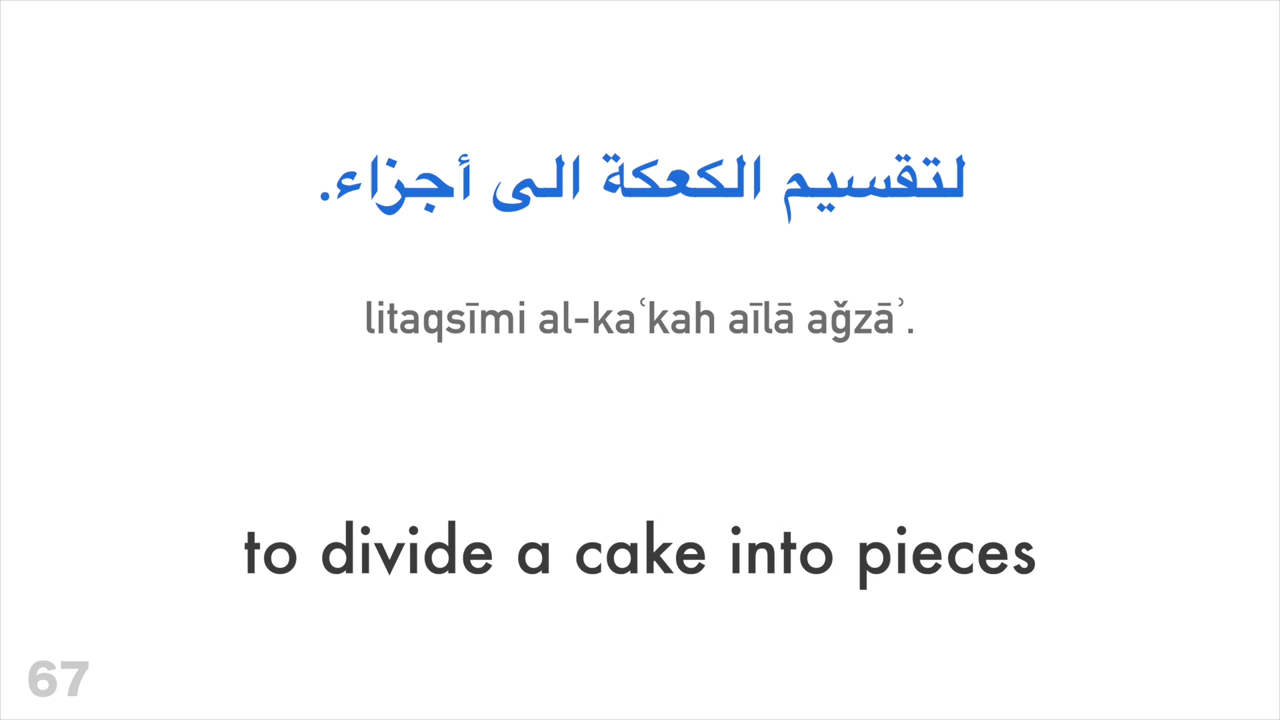 لتقسيم الكعكة الى أجزاء.
litaqsīmi al-kaʿkah aīlā aǧzāʾ.
to divide a cake into pieces
67